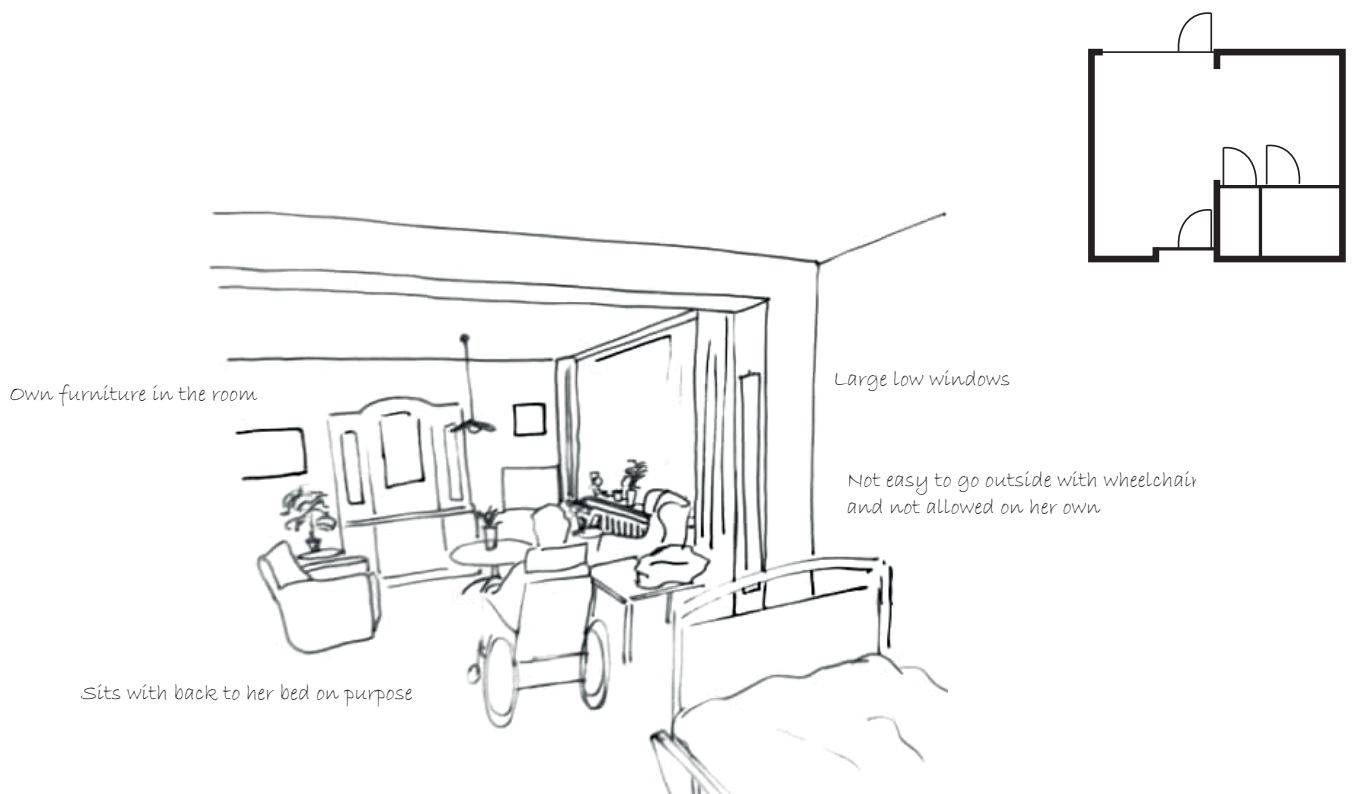 Own furniture in the room
Large low windows
Not easy to go outside with wheelchair
and not allowed on her own
Sits with back to her bed on purpose